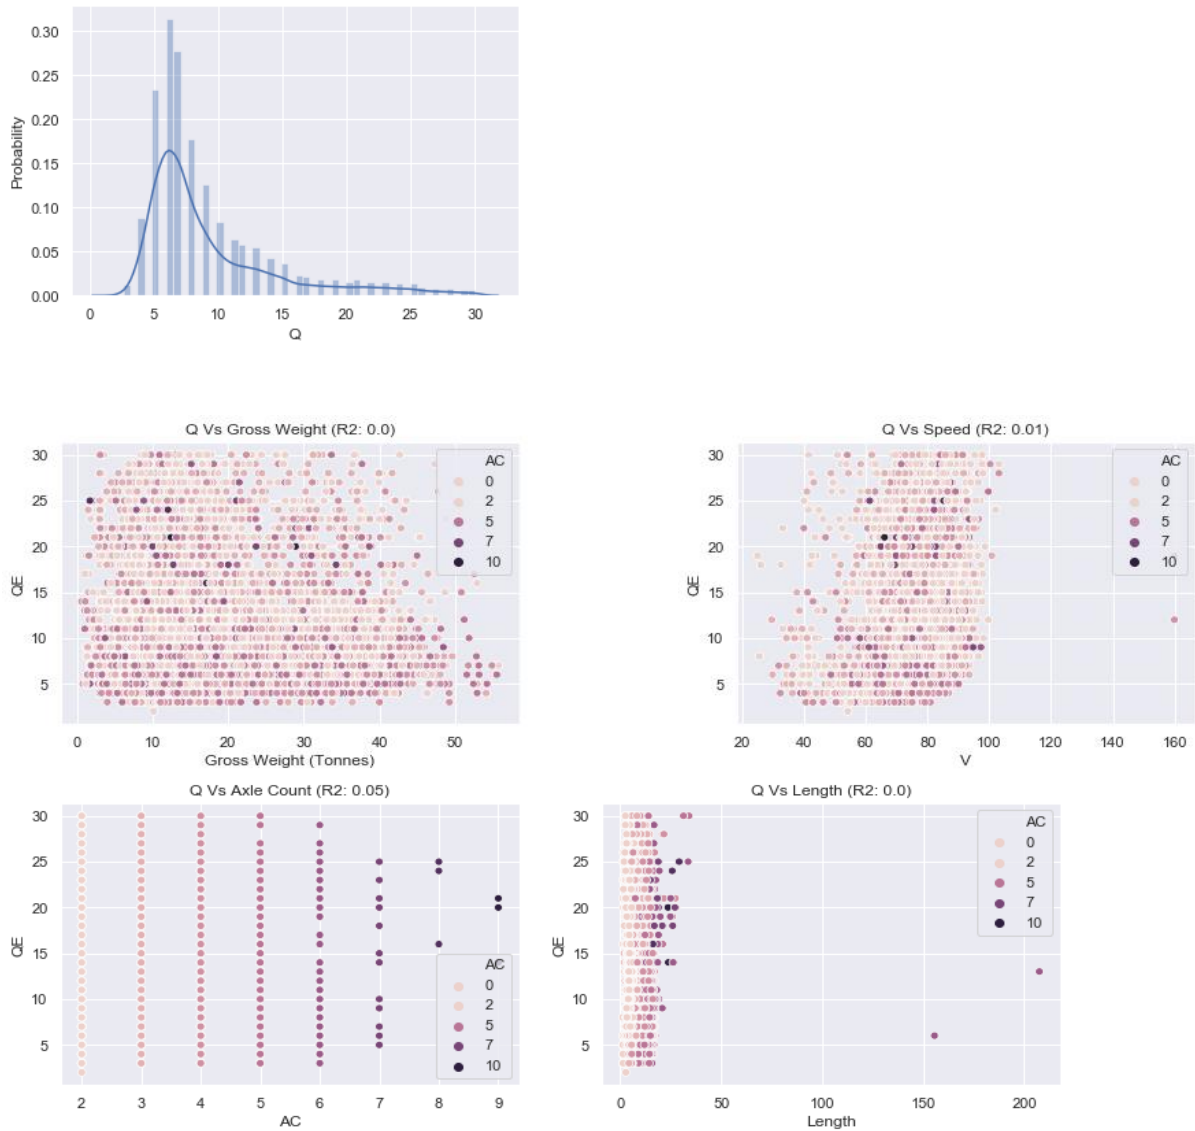 0.30
0.25
0.20
0.15
0.10
0.05
0.00
Probability
0 5 10 15 20 25 30
Q
Q Vs Gross Weight (R2: 0.0)
30
25
20
15
10
5
QE
AC
0
2
5
7
10
0 10 20 30 40 50
Gross Weight (Tonnes)
Q Vs Speed (R2: 0.01)
30
25
20
15
10
5
QE
AC
0
2
5
7
10
20 40 60 80 100 120 140 160
V
Q Vs Axle Count (R2: 0.05)
30
25
20
15
10
5
QE
AC
0
2
5
7
10
2 3 4 5 6 7 8 9
AC
Q Vs Length (R2: 0.0)
30
25
20
15
10
5
QE
AC
0
2
5
7
10
0 50 100 150 200
Length